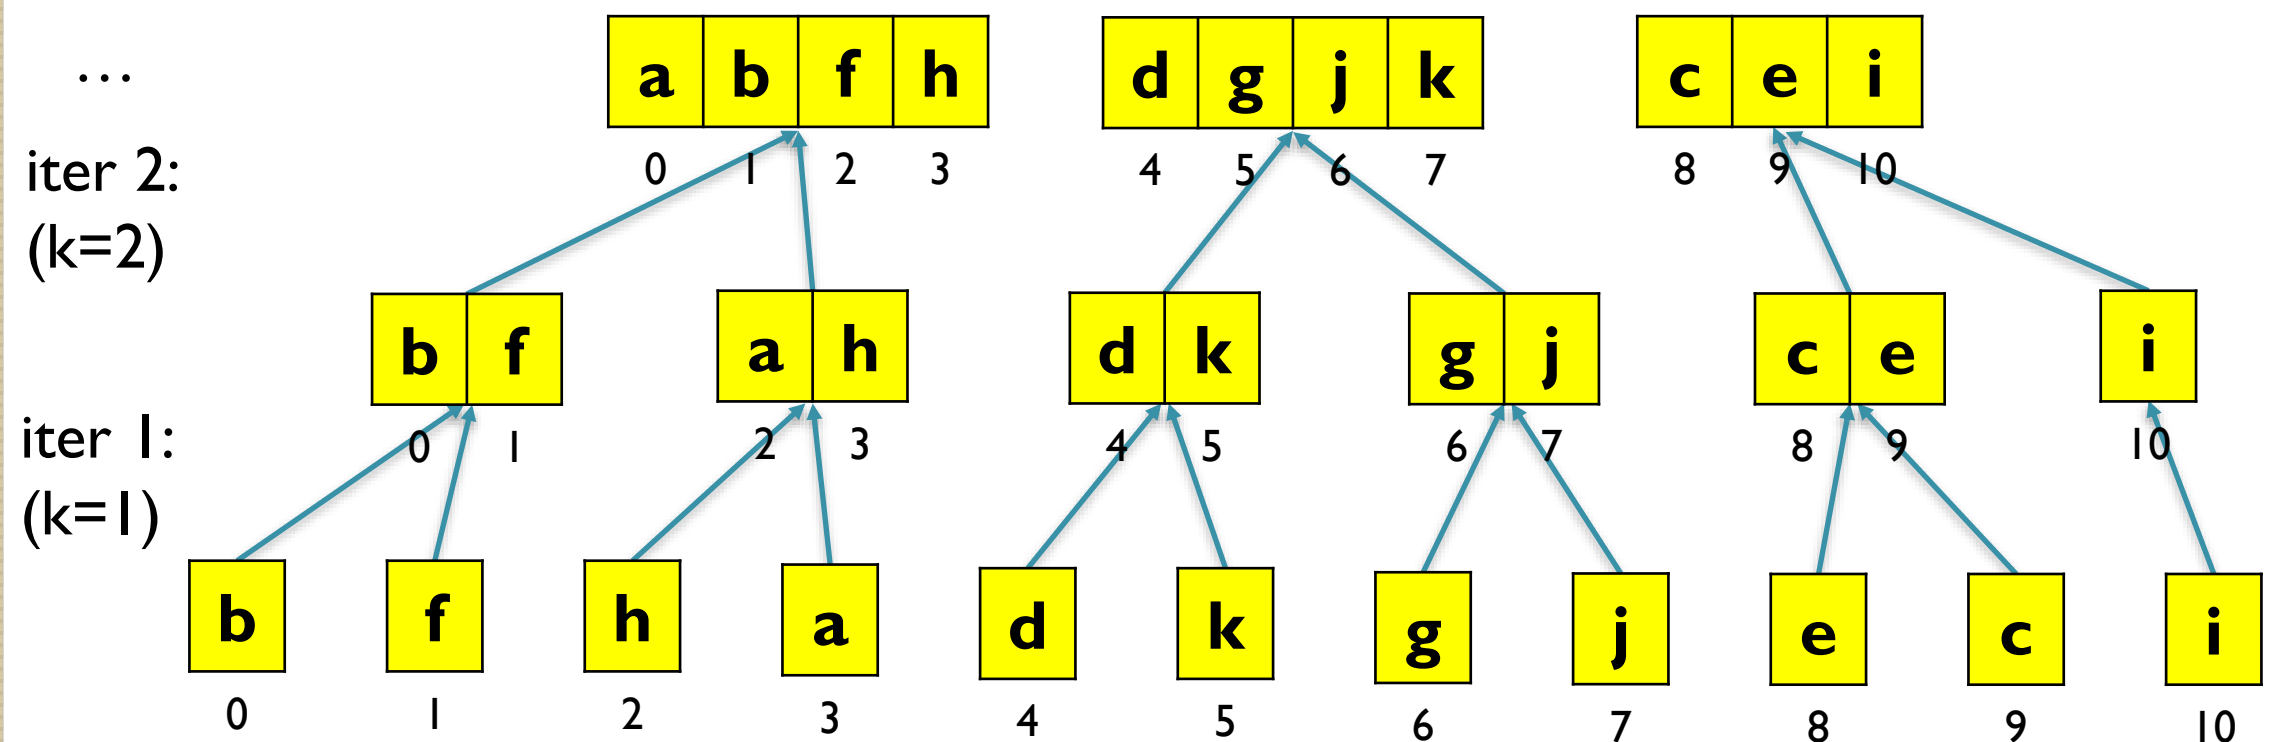 … a b f h d g j k c e i
iter 2: 0 1 2 3 4 5 6 7 8 9 10
(k=2)
b f a h d k g j c e i
iter 1: 0 1 2 3 4 5 6 7 8 9 10
(k=1)
b f h a d k g j e c i
0 1 2 3 4 5 6 7 8 9 10